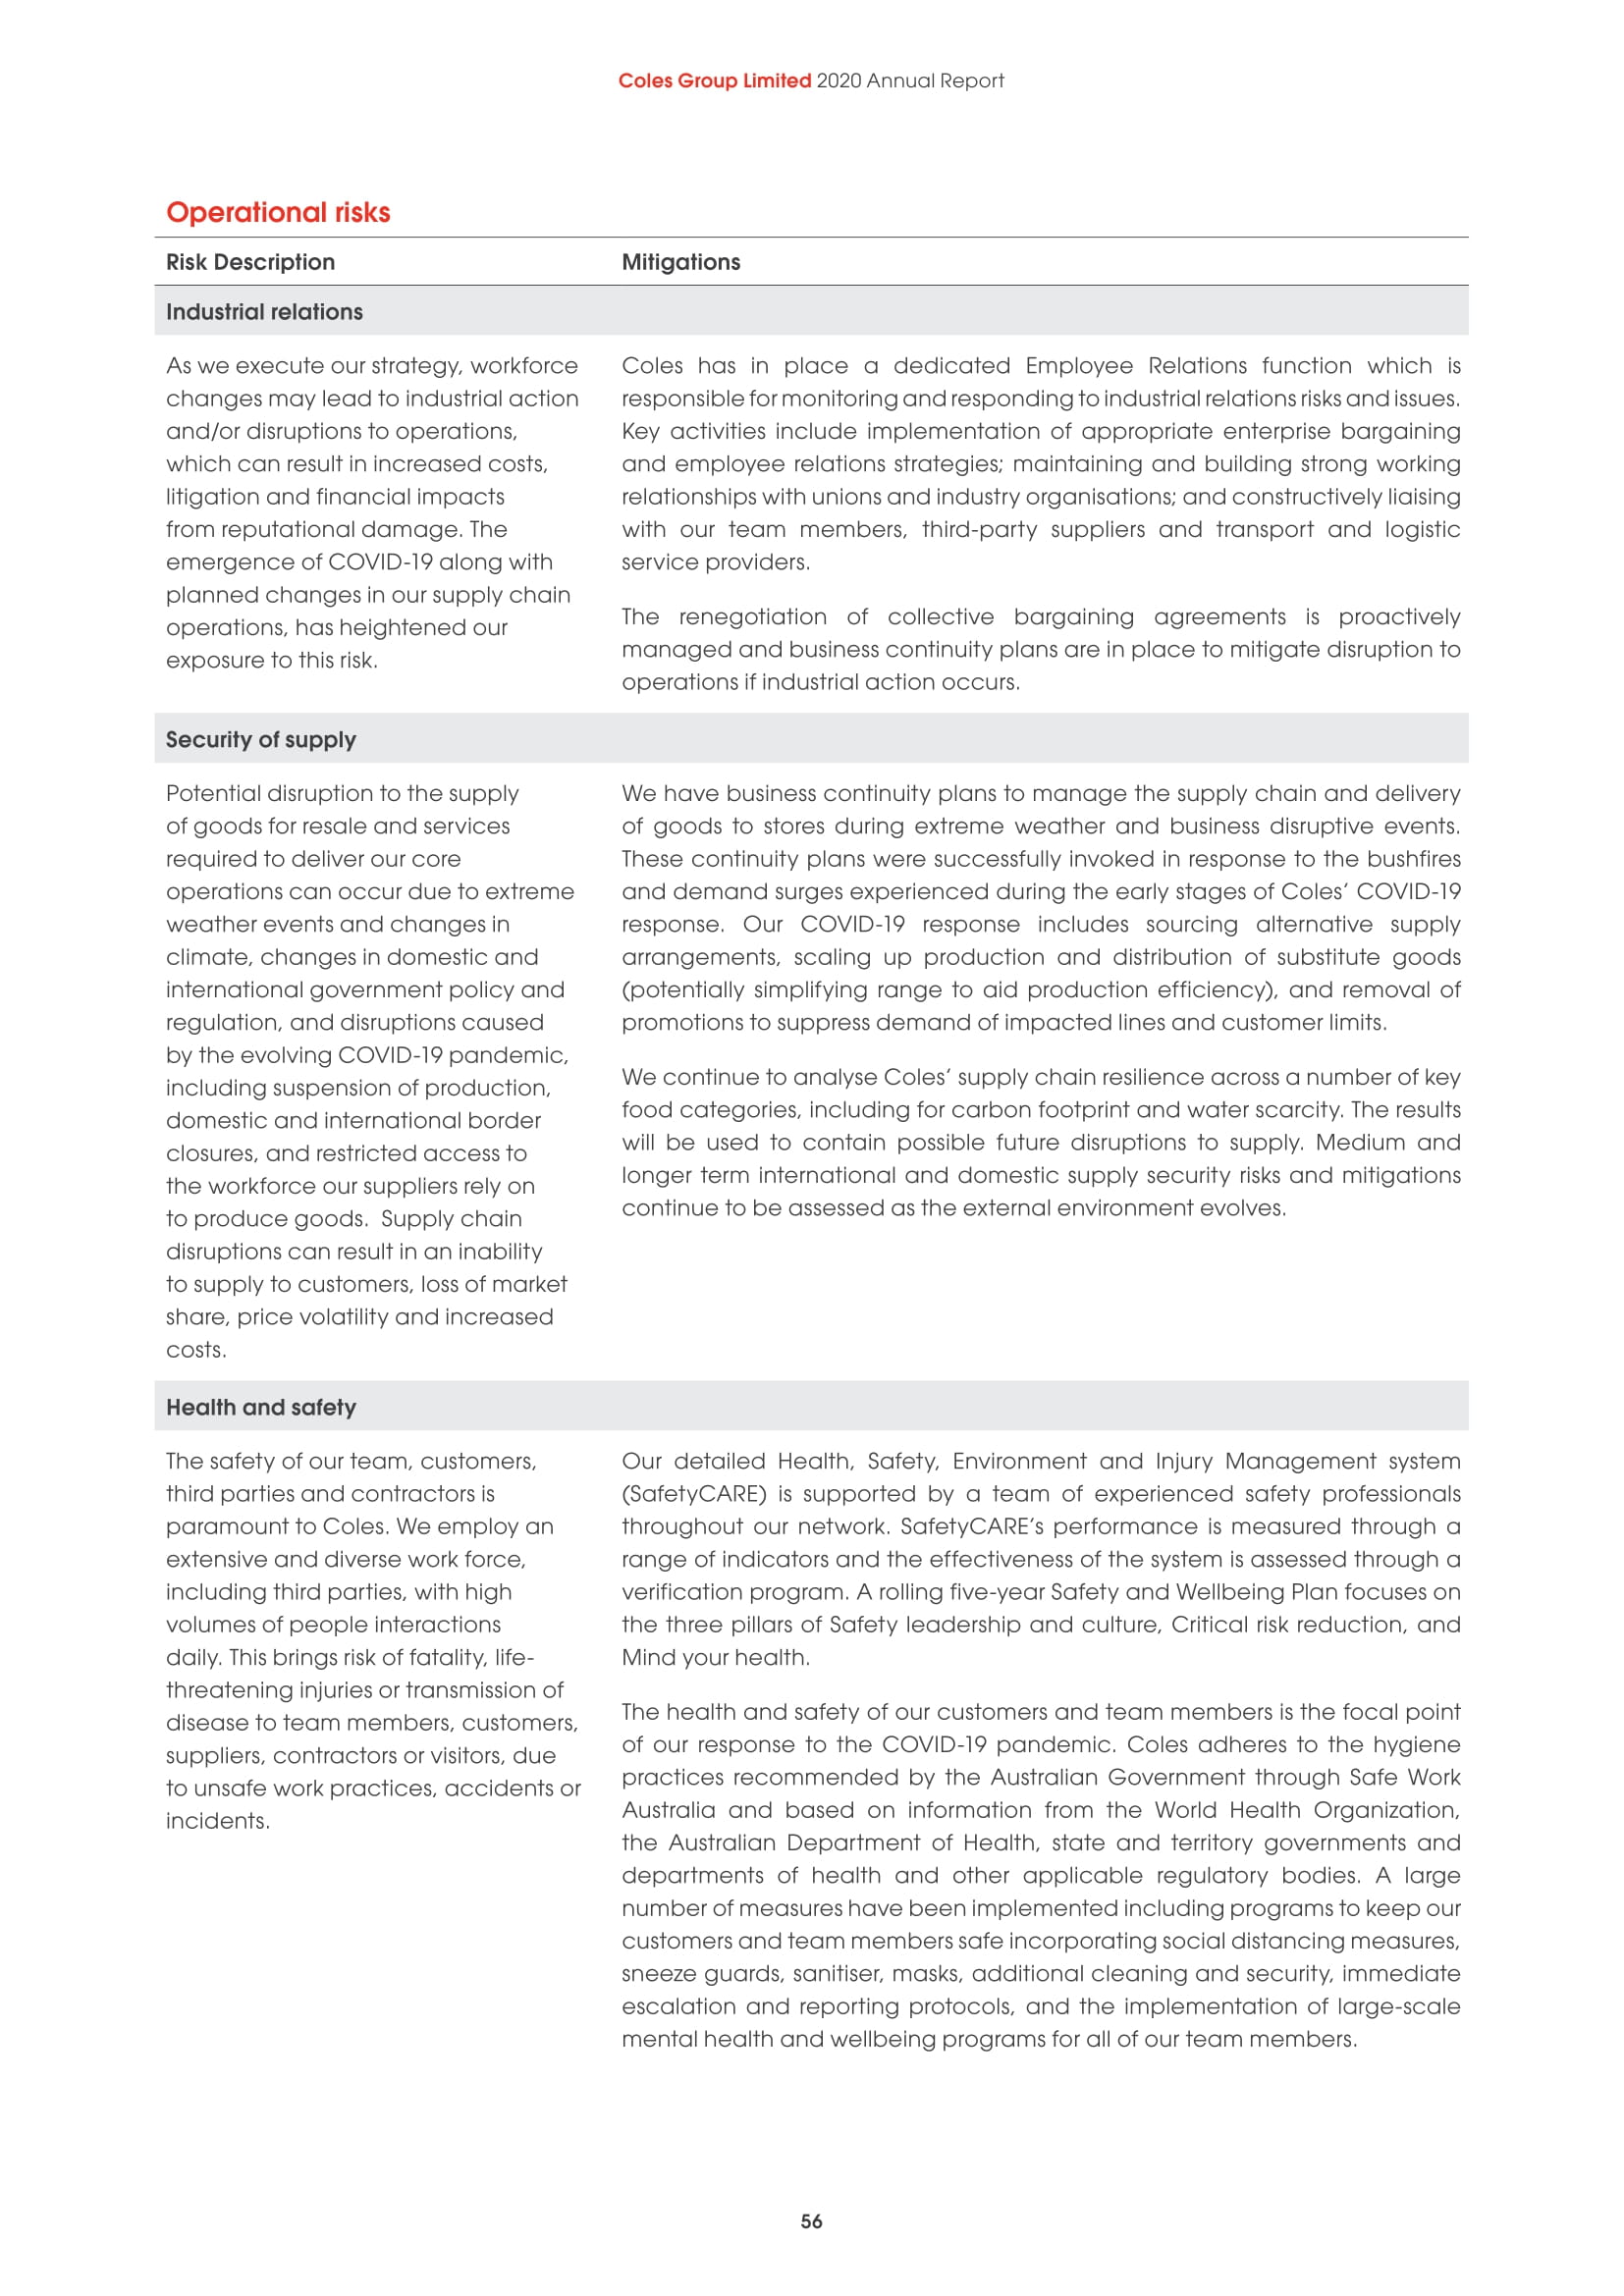 Coles Group Limited 2020 Annual Report
Operational risks
Risk Description
Mitigations
Industrial relations
As we execute our strategy, workforce
changes may lead to industrial action
and/or disruptions to operations,
which can result in increased costs,
litigation and financial impacts
from reputational damage. The
emergence of COVID-19 along with
planned changes in our supply chain
operations, has heightened our
exposure to this risk.
Coles has in place a dedicated Employee Relations function which is
responsible for monitoring and responding to industrial relations risks and issues.
Key activities include implementation of appropriate enterprise bargaining
and employee relations strategies; maintaining and building strong working
relationships with unions and industry organisations; and constructively liaising
with our team members, third-party suppliers and transport and logistic
service providers.
The renegotiation of collective bargaining agreements is proactively
managed and business continuity plans are in place to mitigate disruption to
operations if industrial action occurs.
Security of supply
Potential disruption to the supply
of goods for resale and services
required to deliver our core
operations can occur due to extreme
weather events and changes in
climate, changes in domestic and
international government policy and
regulation, and disruptions caused
by the evolving COVID-19 pandemic,
including suspension of production,
domestic and international border
closures, and restricted access to
the workforce our suppliers rely on
to produce goods.  Supply chain
disruptions can result in an inability
to supply to customers, loss of market
share, price volatility and increased
costs.
We have business continuity plans to manage the supply chain and delivery
of goods to stores during extreme weather and business disruptive events.
These continuity plans were successfully invoked in response to the bushfires
and demand surges experienced during the early stages of Coles’ COVID-19
response. Our COVID-19 response includes sourcing alternative supply
arrangements, scaling up production and distribution of substitute goods
(potentially simplifying range to aid production efficiency), and removal of
promotions to suppress demand of impacted lines and customer limits.
We continue to analyse Coles’ supply chain resilience across a number of key
food categories, including for carbon footprint and water scarcity. The results
will be used to contain possible future disruptions to supply. Medium and
longer term international and domestic supply security risks and mitigations
continue to be assessed as the external environment evolves.
Health and safety
The safety of our team, customers,
third parties and contractors is
paramount to Coles. We employ an
extensive and diverse work force,
including third parties, with high
volumes of people interactions
daily. This brings risk of fatality, life-
threatening injuries or transmission of
disease to team members, customers,
suppliers, contractors or visitors, due
to unsafe work practices, accidents or
incidents.
Our detailed Health, Safety, Environment and Injury Management system
(SafetyCARE) is supported by a team of experienced safety professionals
throughout our network. SafetyCARE’s performance is measured through a
range of indicators and the effectiveness of the system is assessed through a
verification program. A rolling five-year Safety and Wellbeing Plan focuses on
the three pillars of Safety leadership and culture, Critical risk reduction, and
Mind your health.
The health and safety of our customers and team members is the focal point
of our response to the COVID-19 pandemic. Coles adheres to the hygiene
practices recommended by the Australian Government through Safe Work
Australia and based on information from the World Health Organization,
the Australian Department of Health, state and territory governments and
departments of health and other applicable regulatory bodies. A large
number of measures have been implemented including programs to keep our
customers and team members safe incorporating social distancing measures,
sneeze guards, sanitiser, masks, additional cleaning and security, immediate
escalation and reporting protocols, and the implementation of large-scale
mental health and wellbeing programs for all of our team members.
56